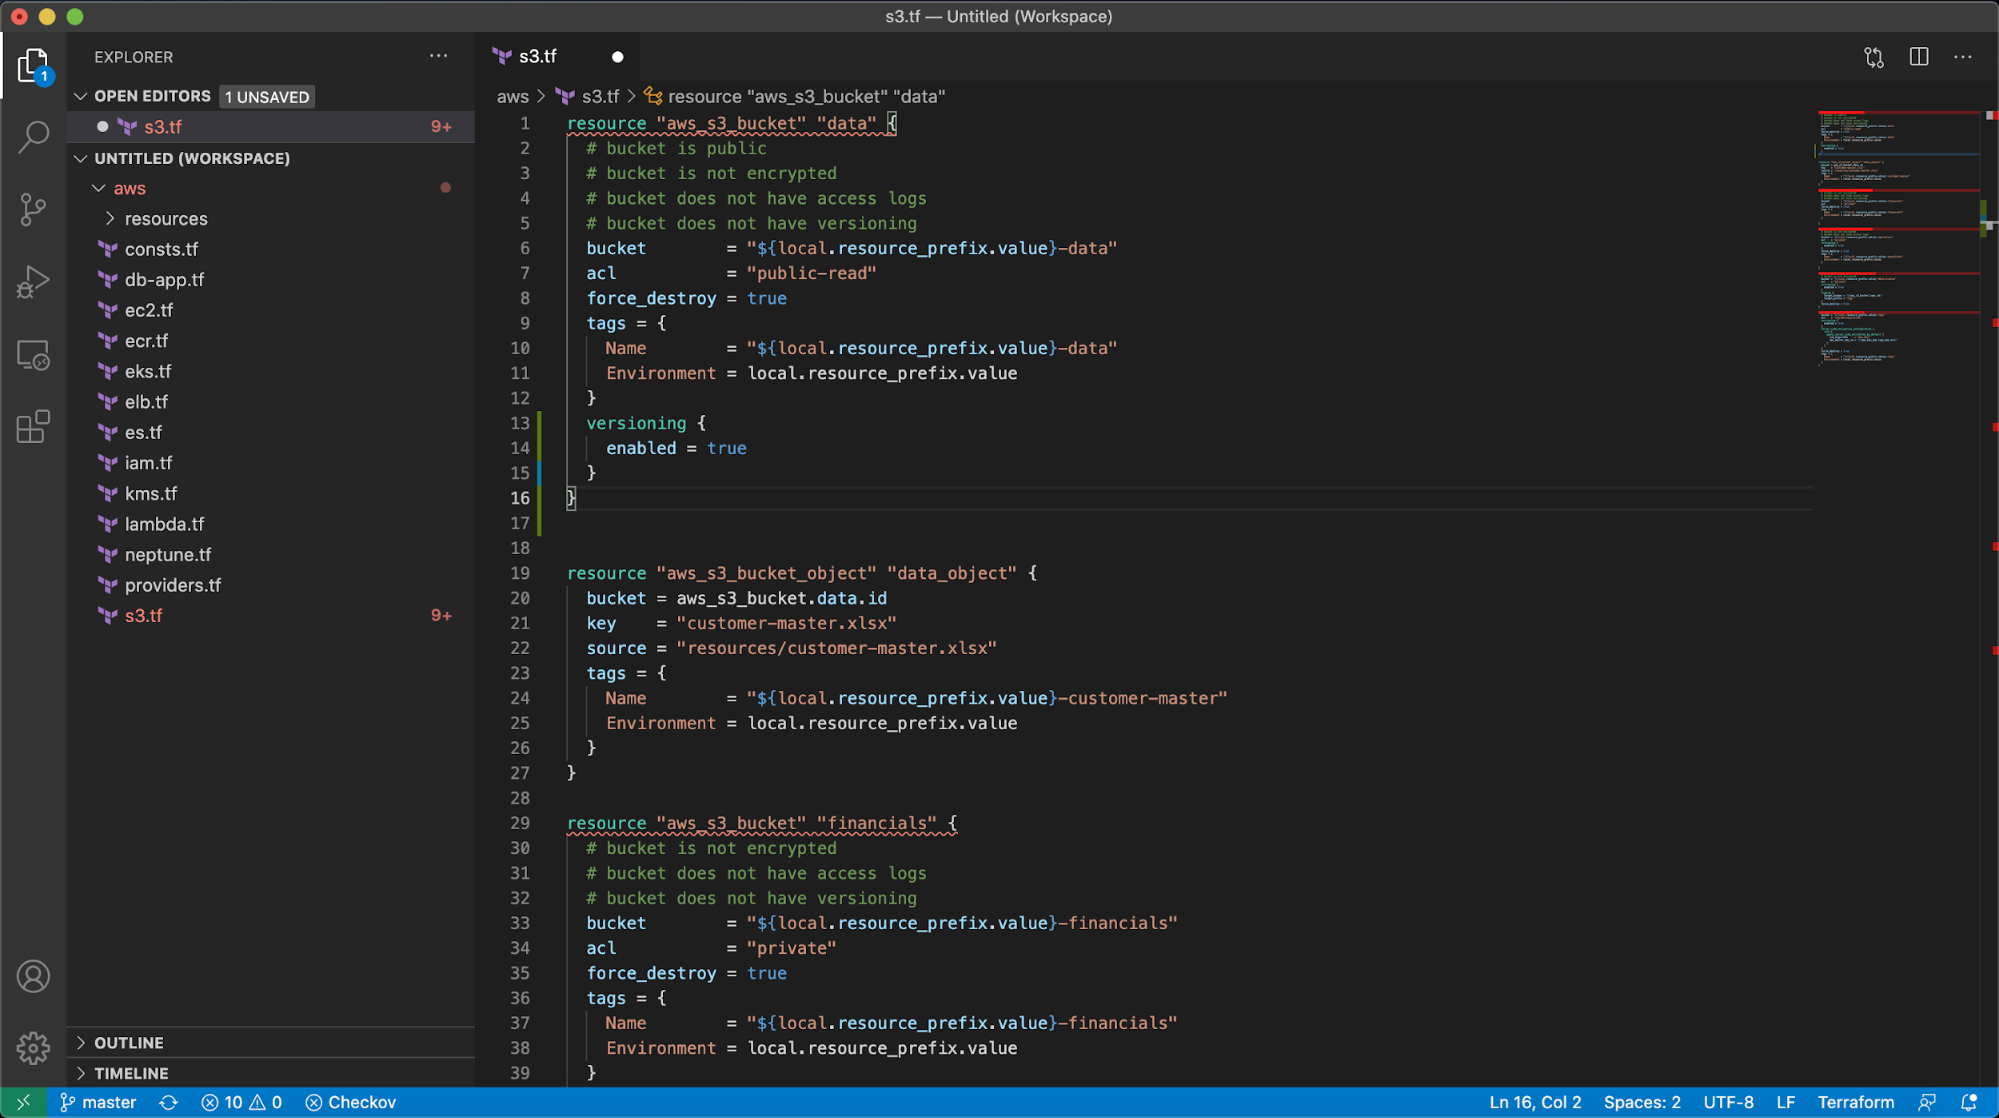 s3.tf — Untitled (Workspace)
EXPLORER
OPEN EDITORS 1 UNSAVED
s3.tf 9+
UNTITLED (WORKSPACE)
aws
resources
consts.tf
db-app.tf
ec2.tf
ecr.tf
eks.tf
elb.tf
es.tf
iam.tf
kms.tf
lambda.tf
neptune.tf
providers.tf
s3.tf 9+
OUTLINE
TIMELINE
1
s3.tf
aws > s3.tf > resource "aws_s3_bucket" "data"
1 resource "aws_s3_bucket" "data" {
2 # bucket is public
3 # bucket is not encrypted
4 # bucket does not have access logs
5 # bucket does not have versioning
6 bucket = "${local.resource_prefix.value}-data"
7 acl = "public-read"
8 force_destroy = true
9 tags = {
10 Name = "${local.resource_prefix.value}-data"
11 Environment = local.resource_prefix.value
12 }
13 versioning {
14 enabled = true
15 }
16 }
17
18
19 resource "aws_s3_bucket_object" "data_object" {
20 bucket = aws_s3_bucket.data.id
21 key = "customer-master.xlsx"
22 source = "resources/customer-master.xlsx"
23 tags = {
24 Name = "${local.resource_prefix.value}-customer-master"
25 Environment = local.resource_prefix.value
26 }
27 }
28
29 resource "aws_s3_bucket" "financials" {
30 # bucket is not encrypted
31 # bucket does not have access logs
32 # bucket does not have versioning
33 bucket = "${local.resource_prefix.value}-financials"
34 acl = "private"
35 force_destroy = true
36 tags = {
37 Name = "${local.resource_prefix.value}-financials"
38 Environment = local.resource_prefix.value
39 }
master 10 0 Checkov Ln 16, Col 2 Spaces: 2 UTF-8 LF Terraform